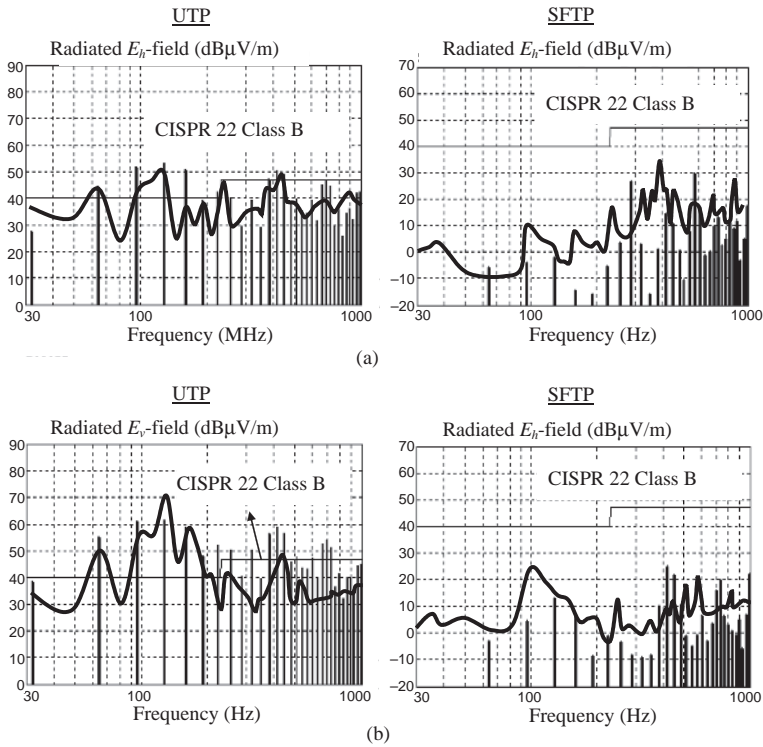 UTP
SFTP
Radiated Eh-field (dBµV/m)
Radiated Eh-field (dBµV/m)
90
80
70
60
50
40
30
20
10
0
CISPR 22 Class B
30
100
1000
Frequency (MHz)
70
60
50
40
30
20
10
0
−10
−20
CISPR 22 Class B
30
100
1000
Frequency (Hz)
(a)
UTP
SFTP
Radiated Ev-field (dBµV/m)
Radiated Eh-field (dBµV/m)
90
80
70
60
50
40
30
20
10
0
CISPR 22 Class B
30
100
1000
Frequency (Hz)
70
60
50
40
30
20
10
0
−10
−20
CISPR 22 Class B
30
100
1000
Frequency (Hz)
(b)